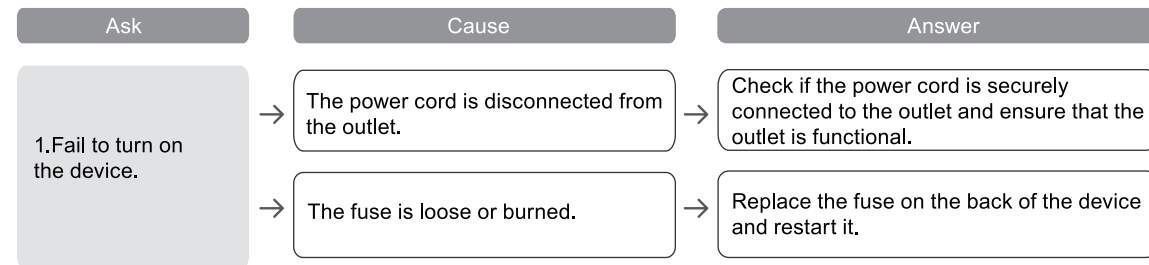 Ask
Cause
Answer
1.Fail to turn on
the device.
The power cord is disconnected from
the outlet.
Check if the power cord is securely
connected to the outlet and ensure that the
outlet is functional.
The fuse is loose or burned.
Replace the fuse on the back of the device
and restart it.